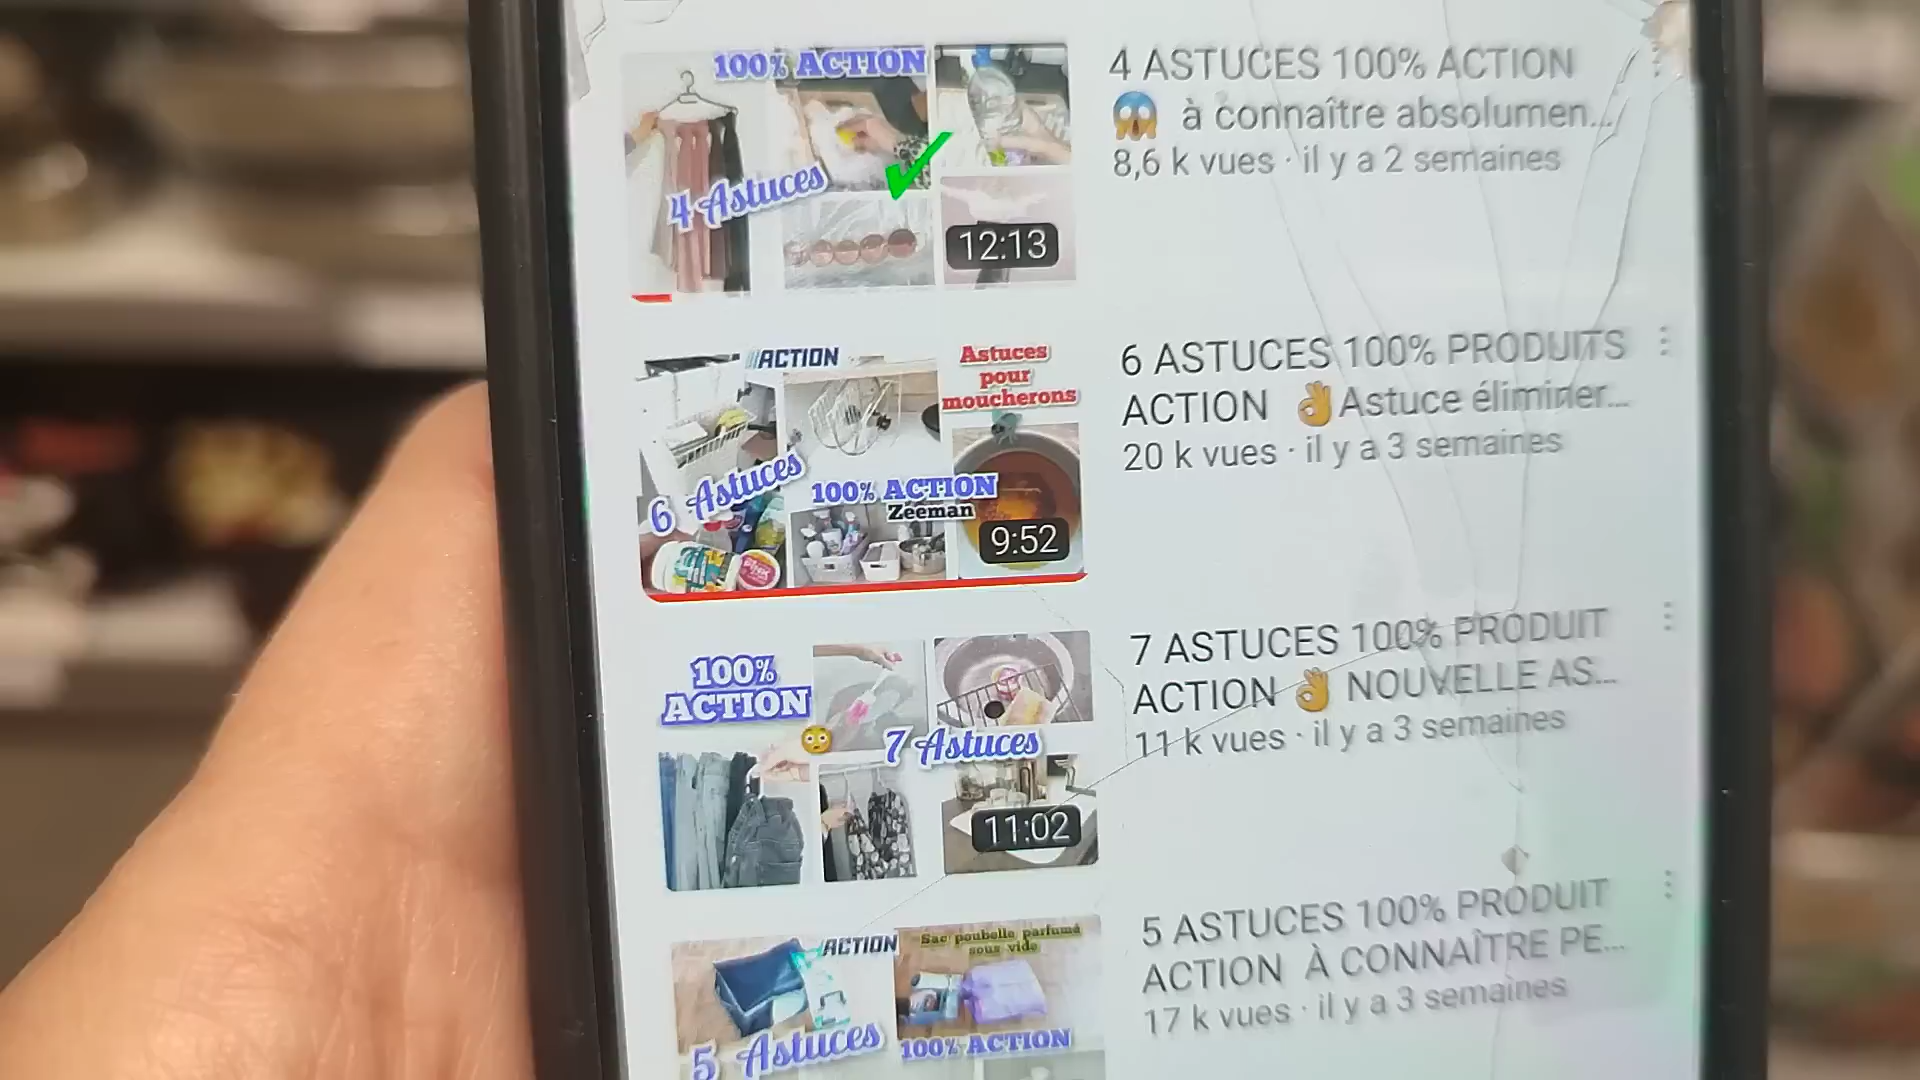 100% ACTION
4 Astuces
12:13
4 ASTUCES 100% ACTION
😱 à connaître absolumen...
8,6 k vues · il y a 2 semaines
ACTION
Astuces
pour
moucherons
6 Astuces
100% ACTION
Zeeman
9:52
6 ASTUCES 100% PRODUITS
ACTION 👌Astuce éliminer...
20 k vues · il y a 3 semaines
100%
ACTION
7 Astuces
11:02
7 ASTUCES 100% PRODUIT
ACTION 👌 NOUVELLE AS...
11 k vues · il y a 3 semaines
ACTION
Sac poubelle parfumé
sous vide
5 Astuces
100% ACTION
5 ASTUCES 100% PRODUIT
ACTION À CONNAÎTRE PE...
17 k vues · il y a 3 semaines